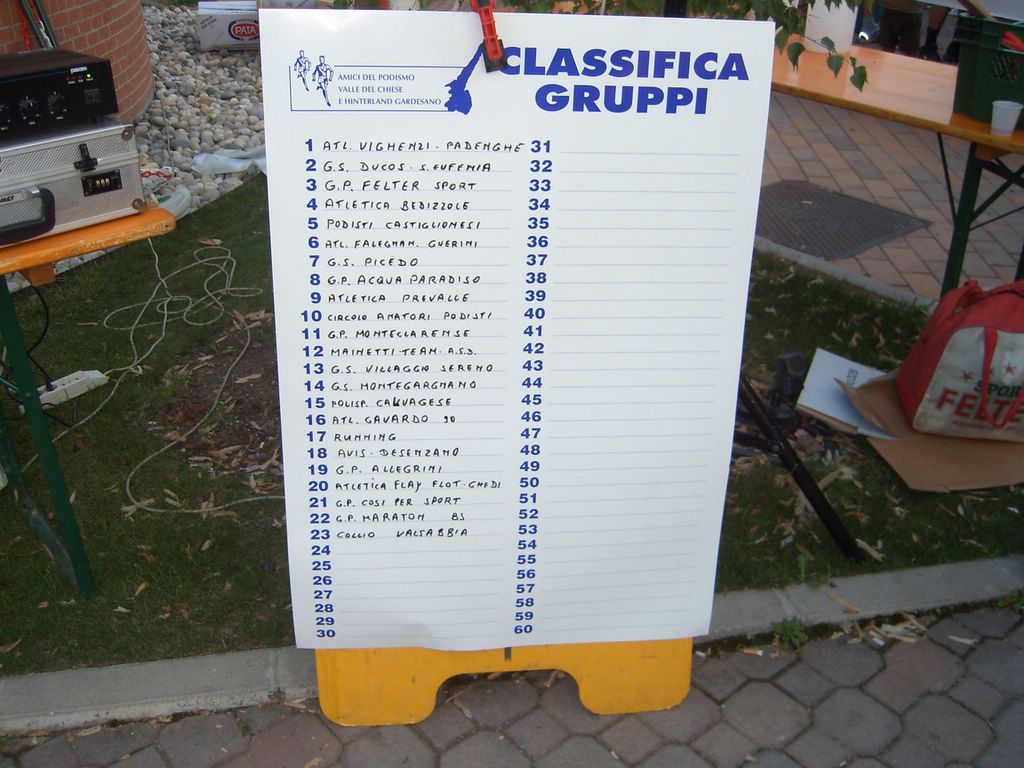 PATA
CLASSIFICA
GRUPPI
AMICI DEL PODISMO
VALLE DEL CHIESE
E HINTERLAND GARDESANO
1 ATL. VIGHENZI - PADENGHE
2 G.S. DUCOS - S. EUFEMIA
3 G.P. FELTER SPORT
4 ATLETICA BEDIZZOLE
5 PODISTI CASTIGLIONESI
6 ATL. FALEGNAM. GUERINI
7 G.S. PICEDO
8 G.P. ACQUA PARADISO
9 ATLETICA PREVALLE
10 CIRCOLO AMATORI PODISTI
11 G.P. MONTECLARENSE
12 MAINETTI TEAM A.S.D.
13 G.S. VILLAGGIO SERENO
14 G.S. MONTEGARGNANO
15 POLISP. CALVAGESE
16 ATL. GAVARDO 90
17 RUNNING
18 AVIS - DESENZANO
19 G.P. ALLEGRINI
20 ATLETICA FLAY FLOT - GHEDI
21 G.P. COSI PER SPORT
22 G.P. MARATON BS
23 COLLIO VALSABBIA
24
25
26
27
28
29
30
31
32
33
34
35
36
37
38
39
40
41
42
43
44
45
46
47
48
49
50
51
52
53
54
55
56
57
58
59
60
SPOR
FELTE